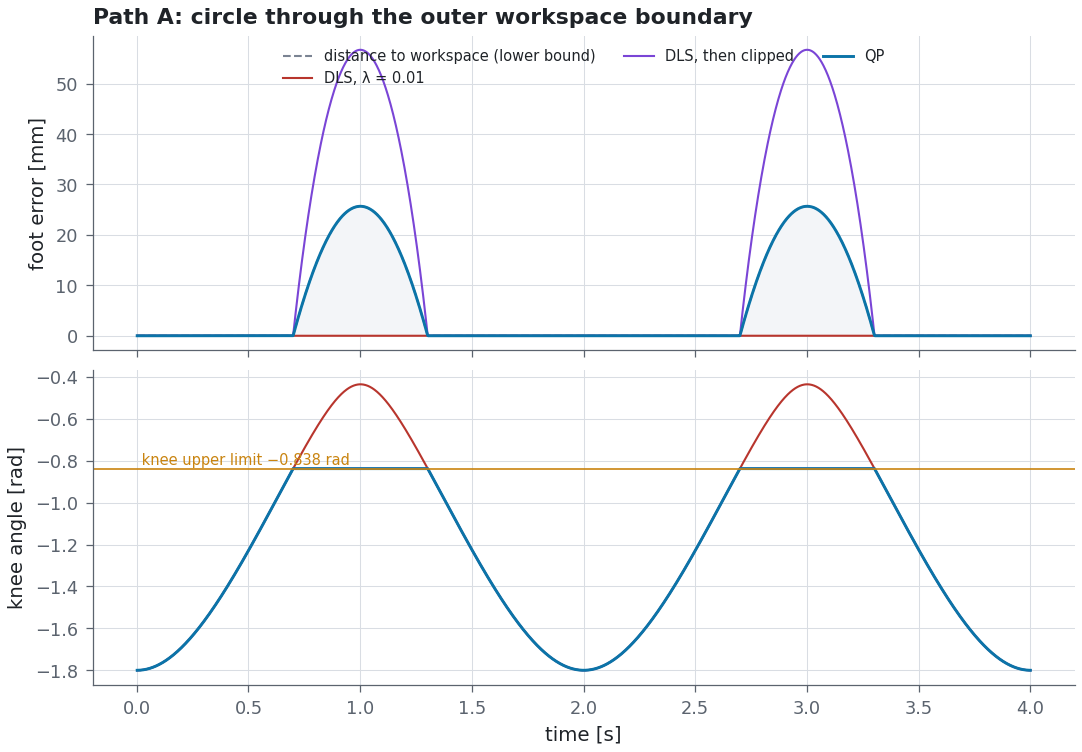 Path A: circle through the outer workspace boundary
distance to workspace (lower bound)
DLS, λ = 0.01
DLS, then clipped
QP
foot error [mm]
50
40
30
20
10
0
knee angle [rad]
−0.4
−0.6
−0.8
−1.0
−1.2
−1.4
−1.6
−1.8
knee upper limit −0.838 rad
0.0 0.5 1.0 1.5 2.0 2.5 3.0 3.5 4.0
time [s]